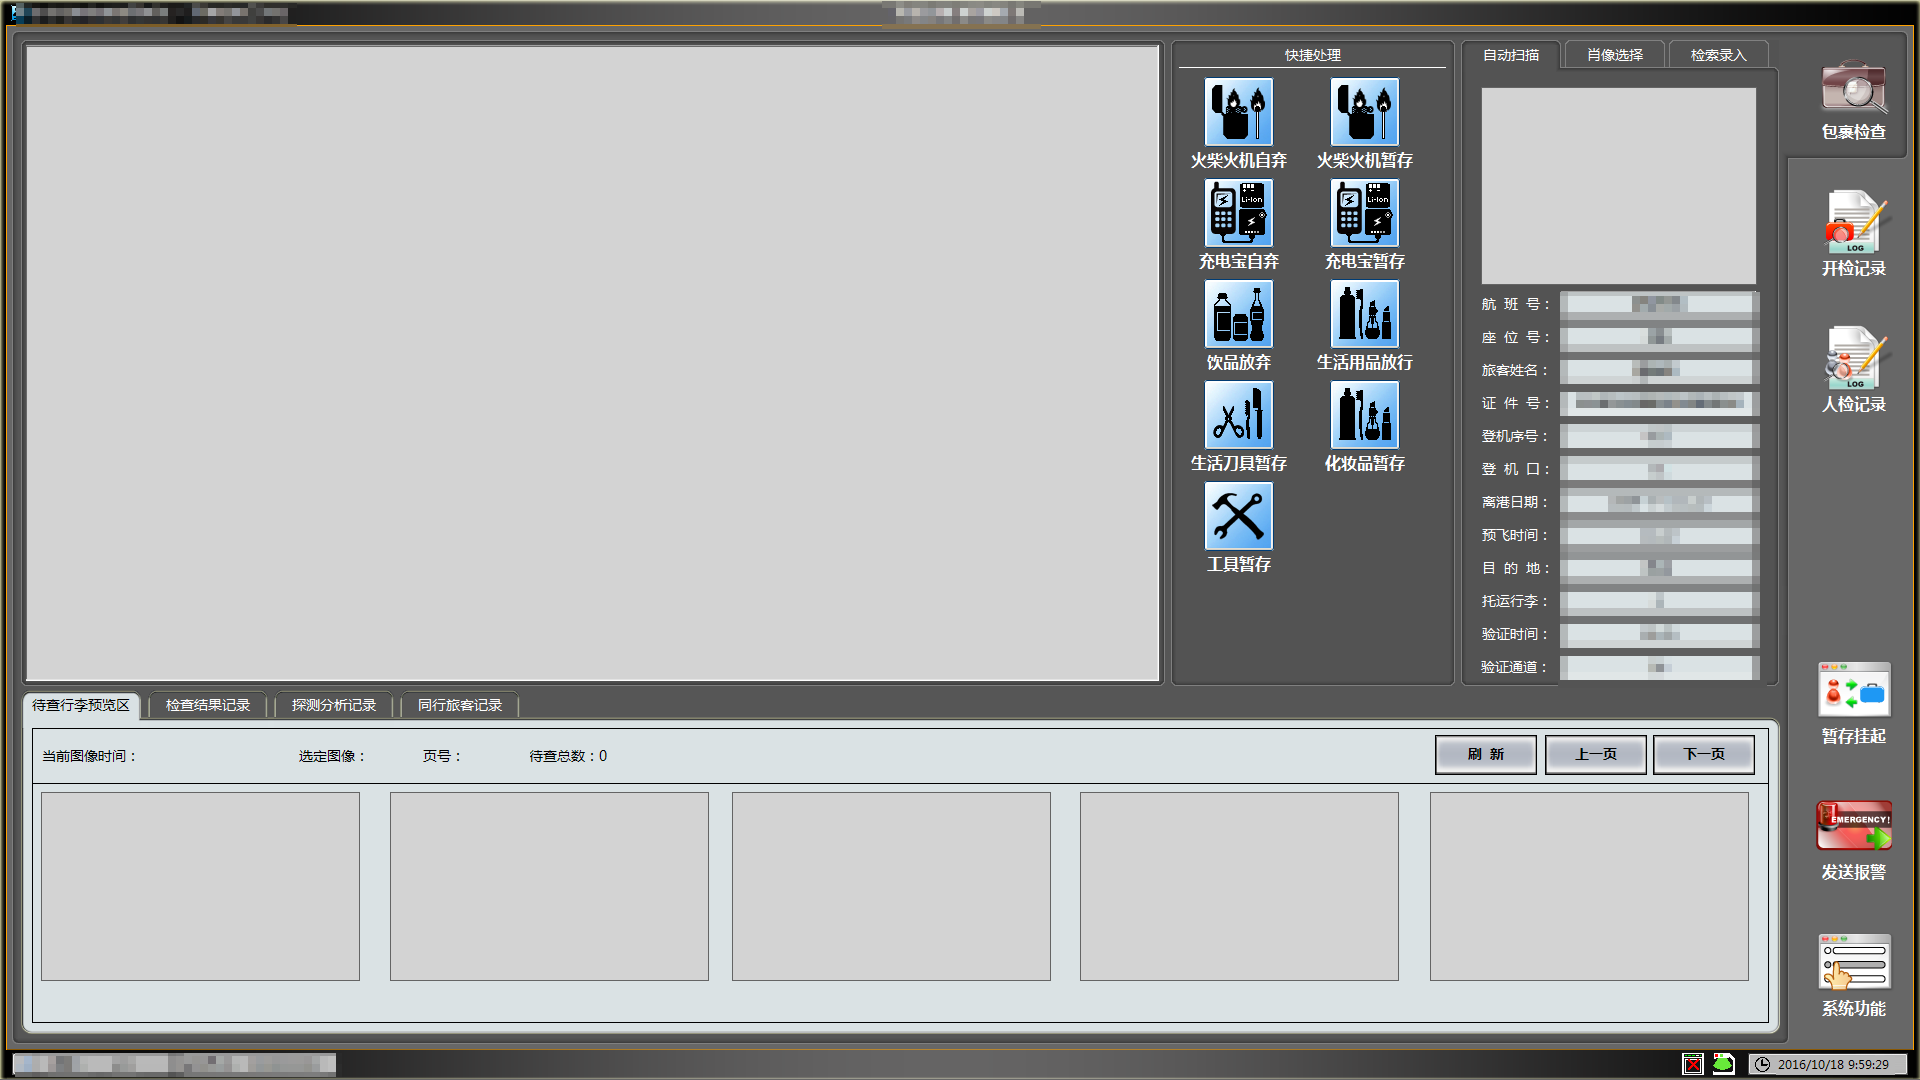 快捷处理
火柴火机自弃
火柴火机暂存
Li-Ion
Li-Ion
充电宝自弃
充电宝暂存
饮品放弃
生活用品放行
生活刀具暂存
化妆品暂存
工具暂存
自动扫描
肖像选择
检索录入
航 班 号：
座 位 号：
旅客姓名：
证 件 号：
登机序号：
登 机 口：
离港日期：
预飞时间：
目 的 地：
托运行李：
验证时间：
验证通道：
包裹检查
LOG
开检记录
LOG
人检记录
暂存挂起
EMERGENCY!
发送报警
系统功能
待查行李预览区
检查结果记录
探测分析记录
同行旅客记录
当前图像时间：
选定图像：
页号：
待查总数：0
刷 新
上一页
下一页
2016/10/18 9:59:29